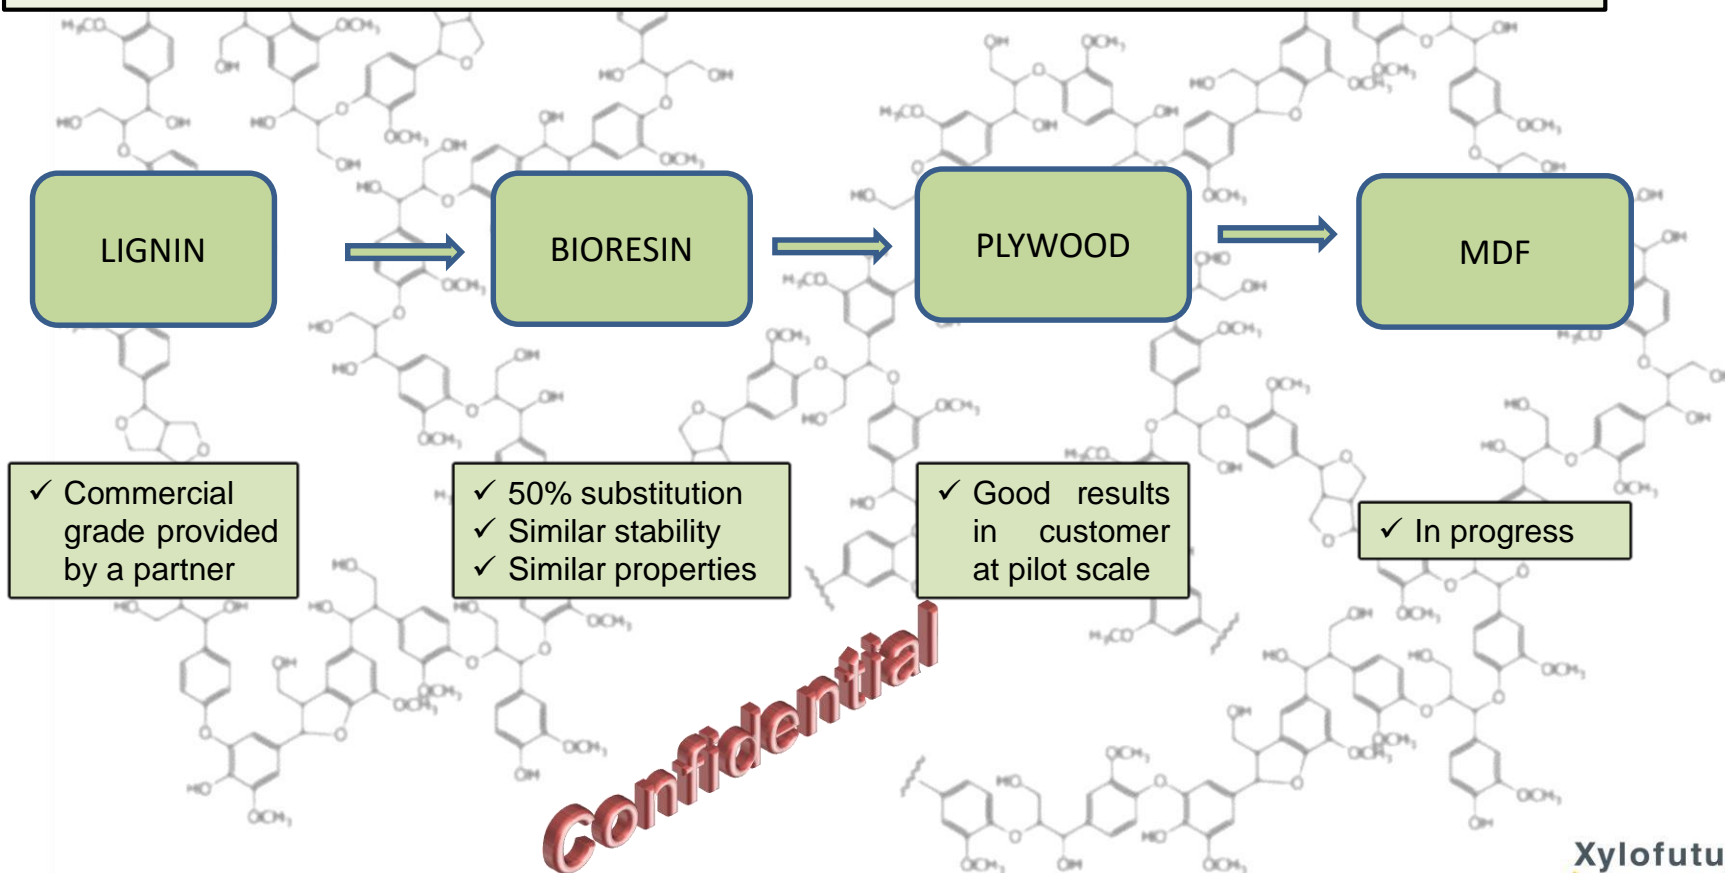 LIGNIN
BIORESIN
PLYWOOD
MDF
✓ Commercial
grade provided
by a partner
✓ 50% substitution
✓ Similar stability
✓ Similar properties
✓ Good results
in customer
at pilot scale
✓ In progress
Confidential
Xylofutu